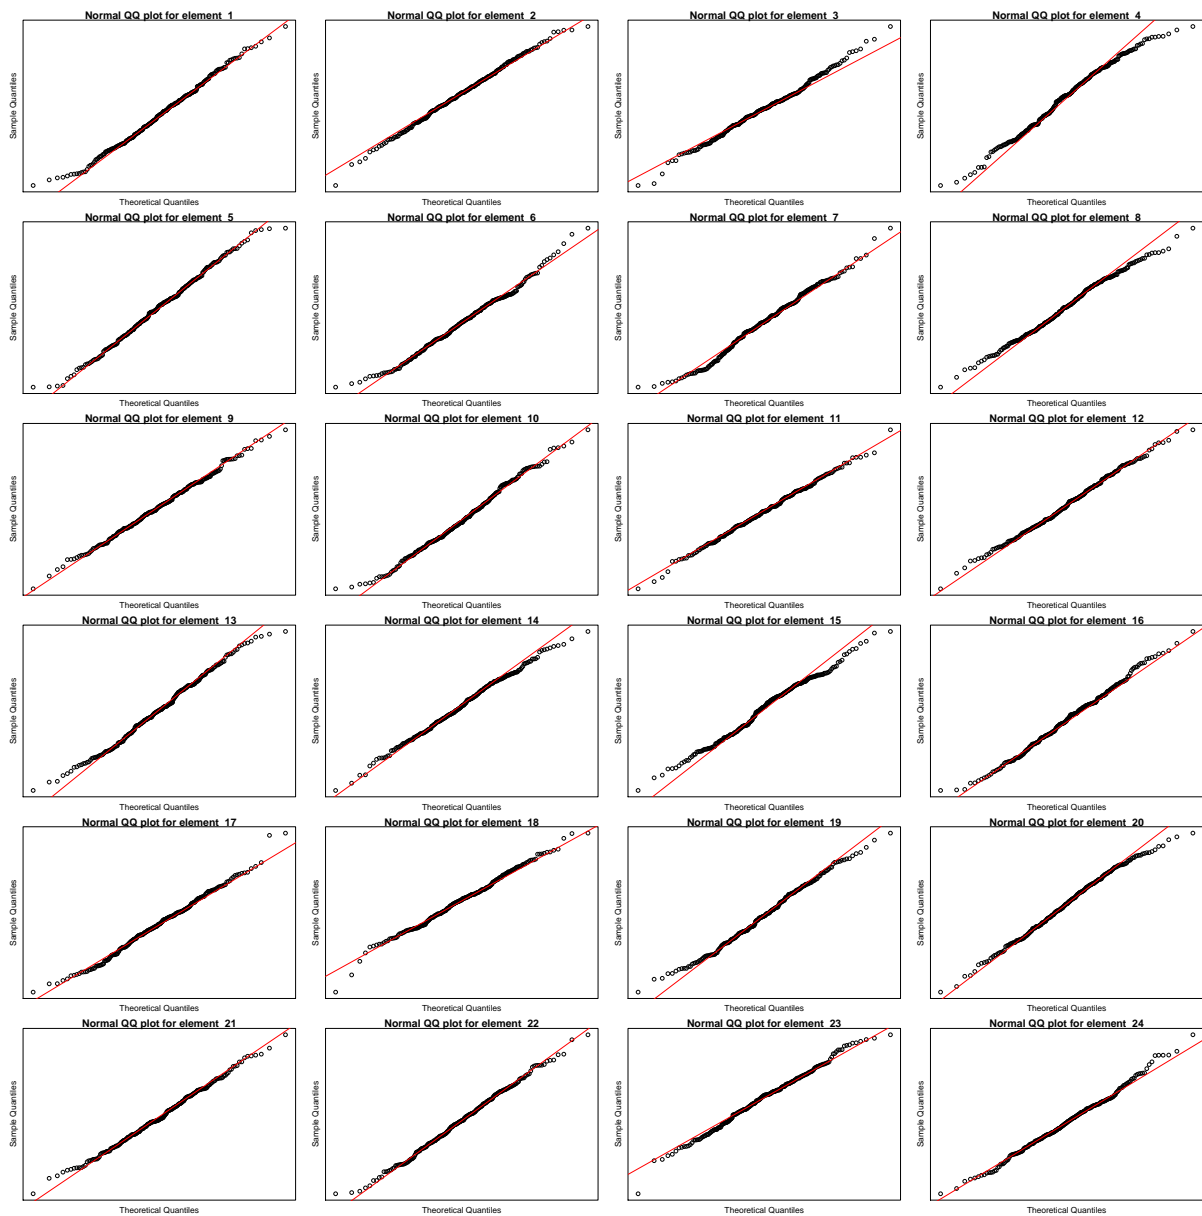 Normal QQ plot for element 1
Normal QQ plot for element 2
Normal QQ plot for element 3
Normal QQ plot for element 4
Sample Quantiles
Sample Quantiles
Sample Quantiles
Sample Quantiles
Theoretical Quantiles
Theoretical Quantiles
Theoretical Quantiles
Theoretical Quantiles
Normal QQ plot for element 5
Normal QQ plot for element 6
Normal QQ plot for element 7
Normal QQ plot for element 8
Sample Quantiles
Sample Quantiles
Sample Quantiles
Sample Quantiles
Theoretical Quantiles
Theoretical Quantiles
Theoretical Quantiles
Theoretical Quantiles
Normal QQ plot for element 9
Normal QQ plot for element 10
Normal QQ plot for element 11
Normal QQ plot for element 12
Sample Quantiles
Sample Quantiles
Sample Quantiles
Sample Quantiles
Theoretical Quantiles
Theoretical Quantiles
Theoretical Quantiles
Theoretical Quantiles
Normal QQ plot for element 13
Normal QQ plot for element 14
Normal QQ plot for element 15
Normal QQ plot for element 16
Sample Quantiles
Sample Quantiles
Sample Quantiles
Sample Quantiles
Theoretical Quantiles
Theoretical Quantiles
Theoretical Quantiles
Theoretical Quantiles
Normal QQ plot for element 17
Normal QQ plot for element 18
Normal QQ plot for element 19
Normal QQ plot for element 20
Sample Quantiles
Sample Quantiles
Sample Quantiles
Sample Quantiles
Theoretical Quantiles
Theoretical Quantiles
Theoretical Quantiles
Theoretical Quantiles
Normal QQ plot for element 21
Normal QQ plot for element 22
Normal QQ plot for element 23
Normal QQ plot for element 24
Sample Quantiles
Sample Quantiles
Sample Quantiles
Sample Quantiles
Theoretical Quantiles
Theoretical Quantiles
Theoretical Quantiles
Theoretical Quantiles